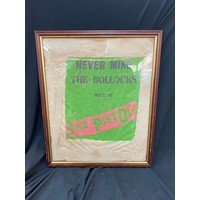 NEVER MIND
THE BOLLOCKS
SEX PISTOLS